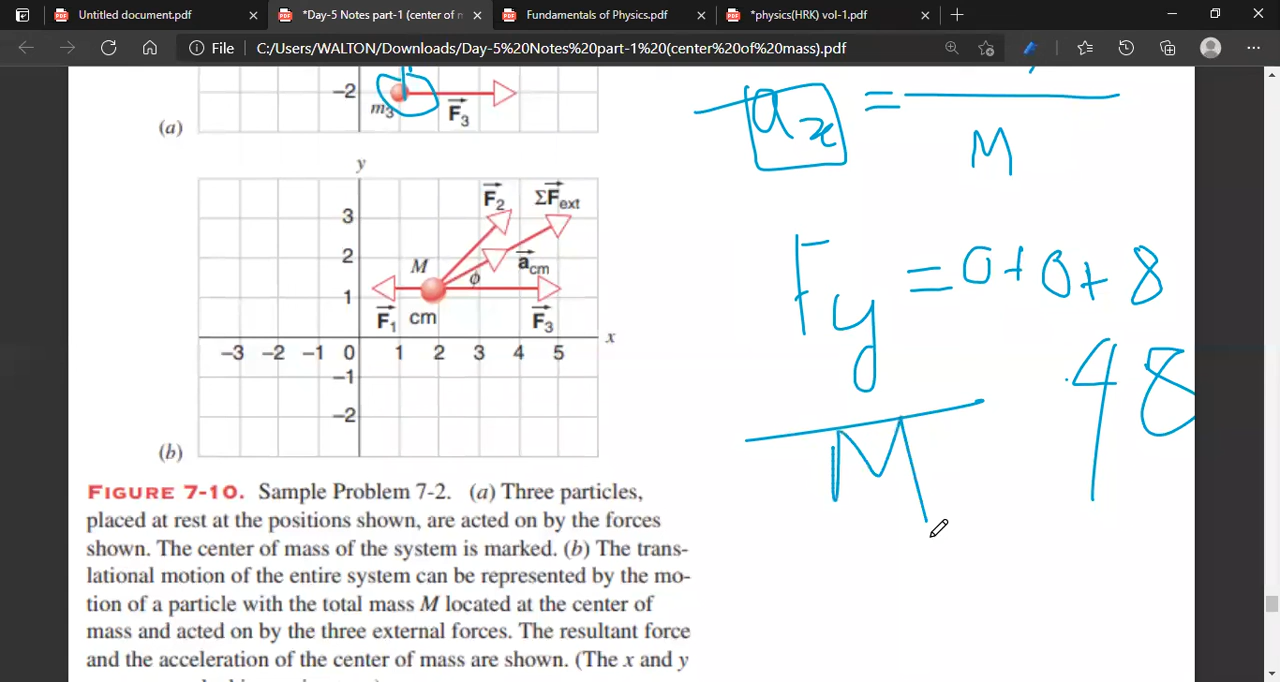 Untitled document.pdf
*Day-5 Notes part-1 (center of m
Fundamentals of Physics.pdf
*physics(HRK) vol-1.pdf
File
C:/Users/WALTON/Downloads/Day-5%20Notes%20part-1%20(center%20of%20mass).pdf
−2
m3
F3
(a)
y
3
2
1
F2
ΣFext
M
acm
ϕ
F1
cm
F3
x
−3 −2 −1 0 1 2 3 4 5
−1
−2
(b)
FIGURE 7-10. Sample Problem 7-2. (a) Three particles,
placed at rest at the positions shown, are acted on by the forces
shown. The center of mass of the system is marked. (b) The trans-
lational motion of the entire system can be represented by the mo-
tion of a particle with the total mass M located at the center of
mass and acted on by the three external forces. The resultant force
and the acceleration of the center of mass are shown. (The x and y
ax =
M
Fy = 0+0+8
M
48